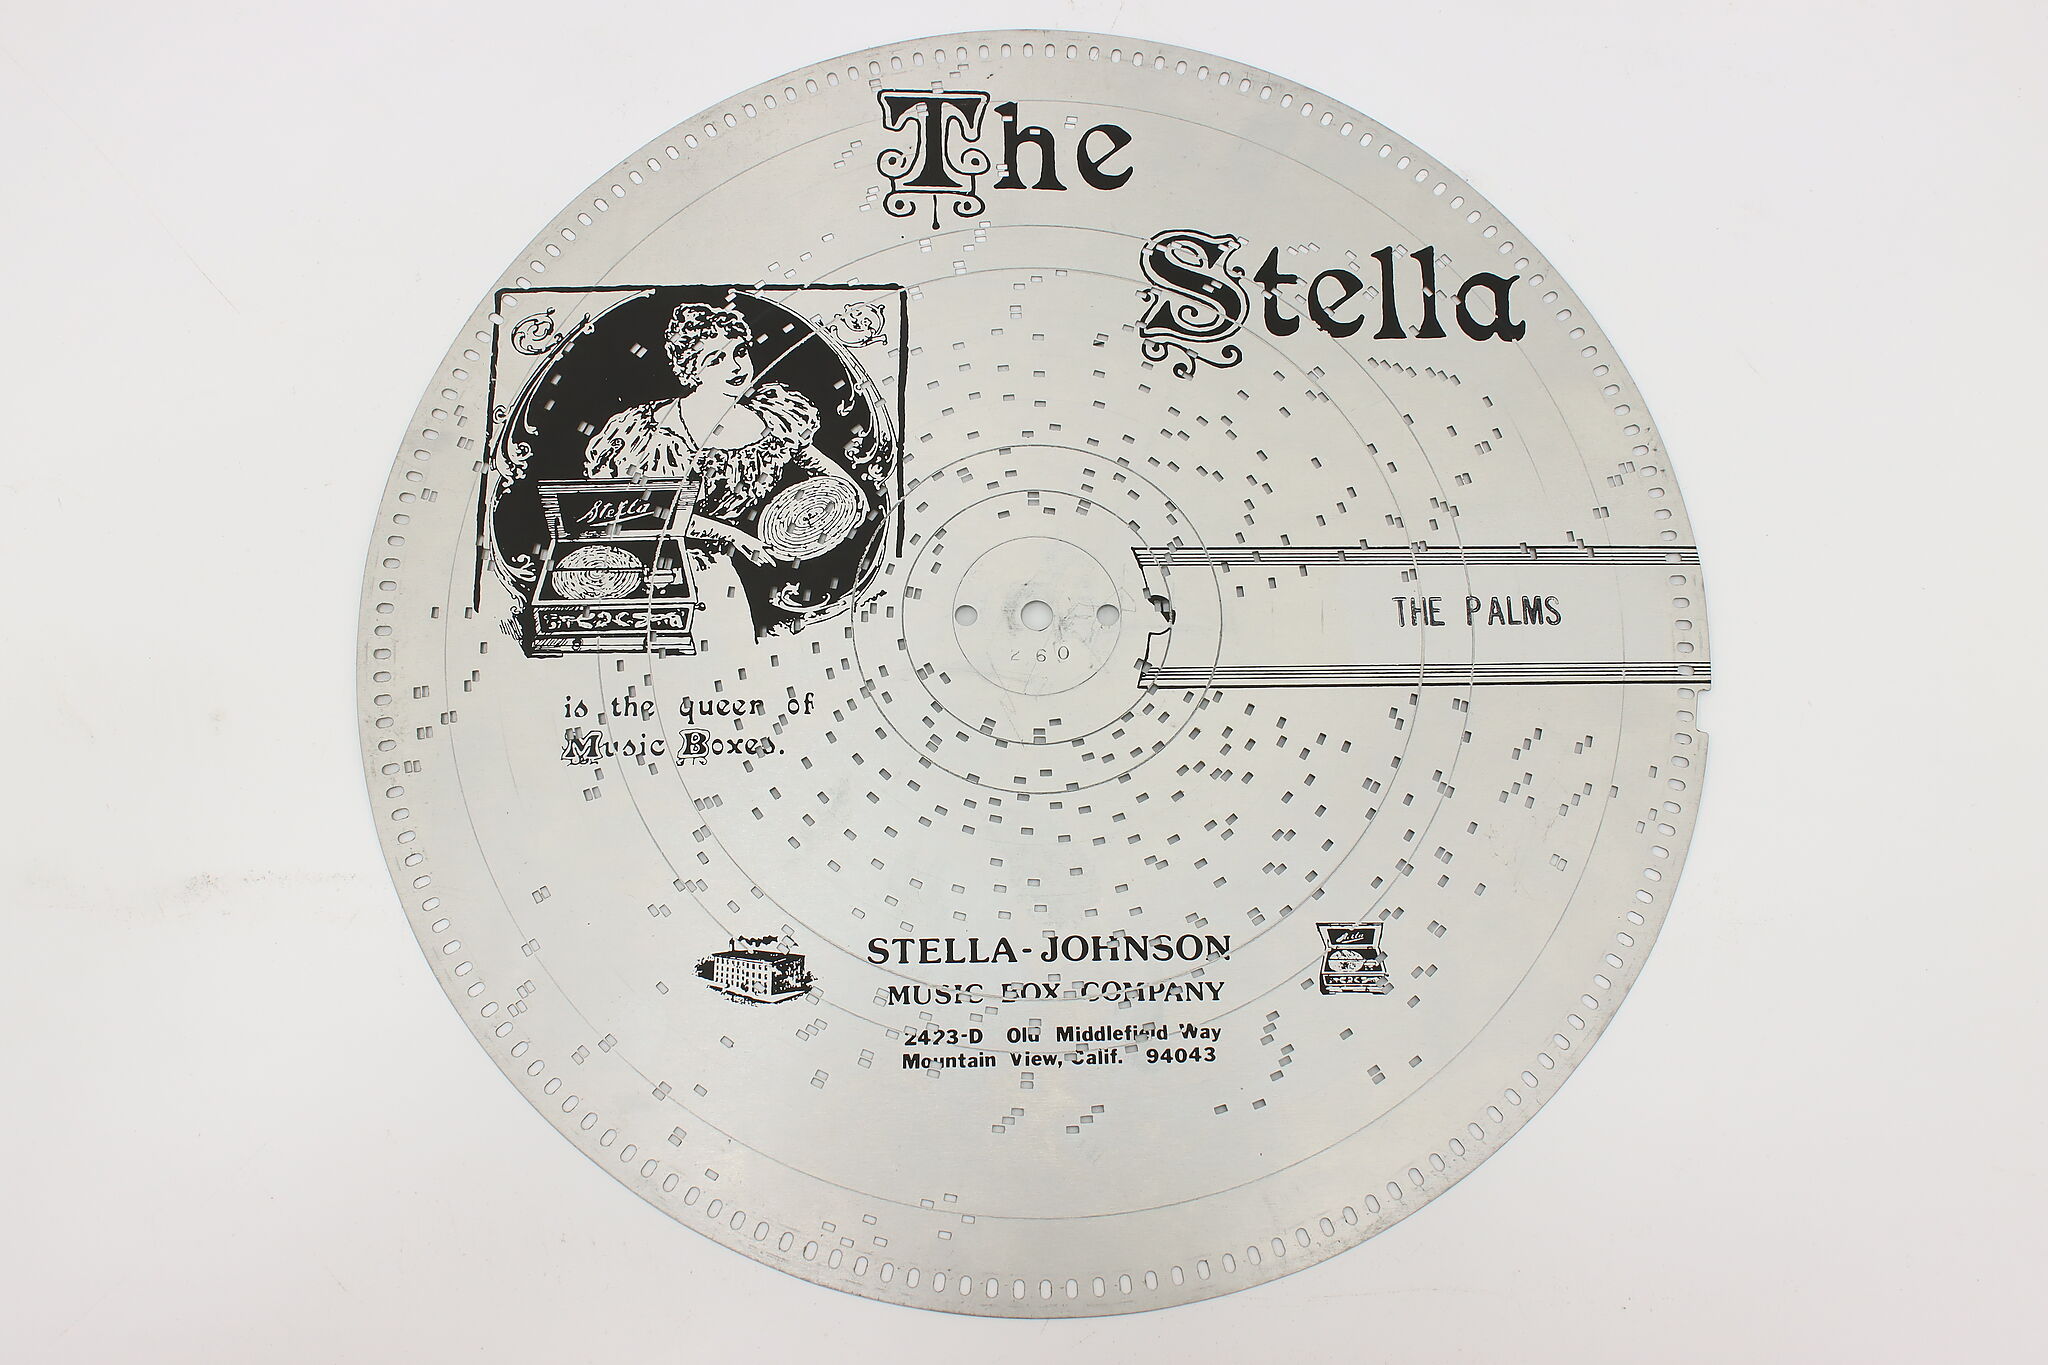 The
Stella
Stella
is the queen of
Music Boxes.
THE PALMS
260
STELLA-JOHNSON
MUSIC BOX COMPANY
2423-D Old Middlefield Way
Mountain View, Calif. 94043